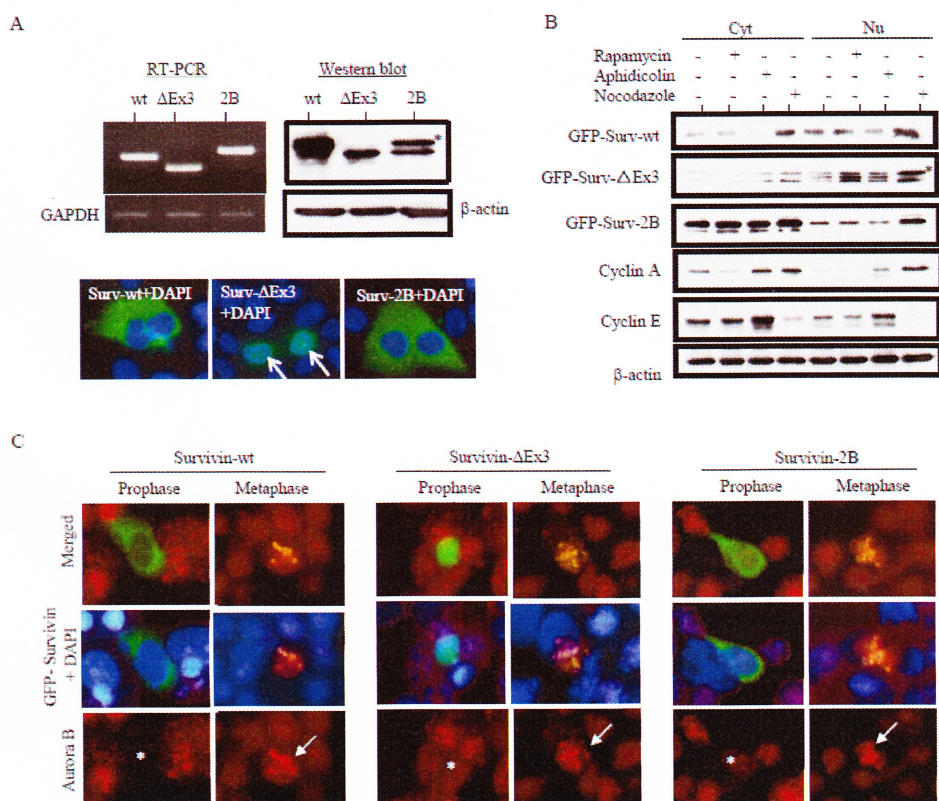 A
RT-PCR
Western blot
wt ΔEx3 2B
wt ΔEx3 2B
*
GAPDH
β-actin
Surv-wt+DAPI
Surv-ΔEx3
+DAPI
Surv-2B+DAPI
B
Cyt Nu
Rapamycin - + - - - + - -
Aphidicolin - - + - - - + -
Nocodazole - - - + - - - +
GFP-Surv-wt
GFP-Surv-ΔEx3
*
GFP-Surv-2B
Cyclin A
Cyclin E
β-actin
C
Survivin-wt
Survivin-ΔEx3
Survivin-2B
Prophase Metaphase
Prophase Metaphase
Prophase Metaphase
Merged
GFP- Survivin
+ DAPI
Aurora B
*
*
*